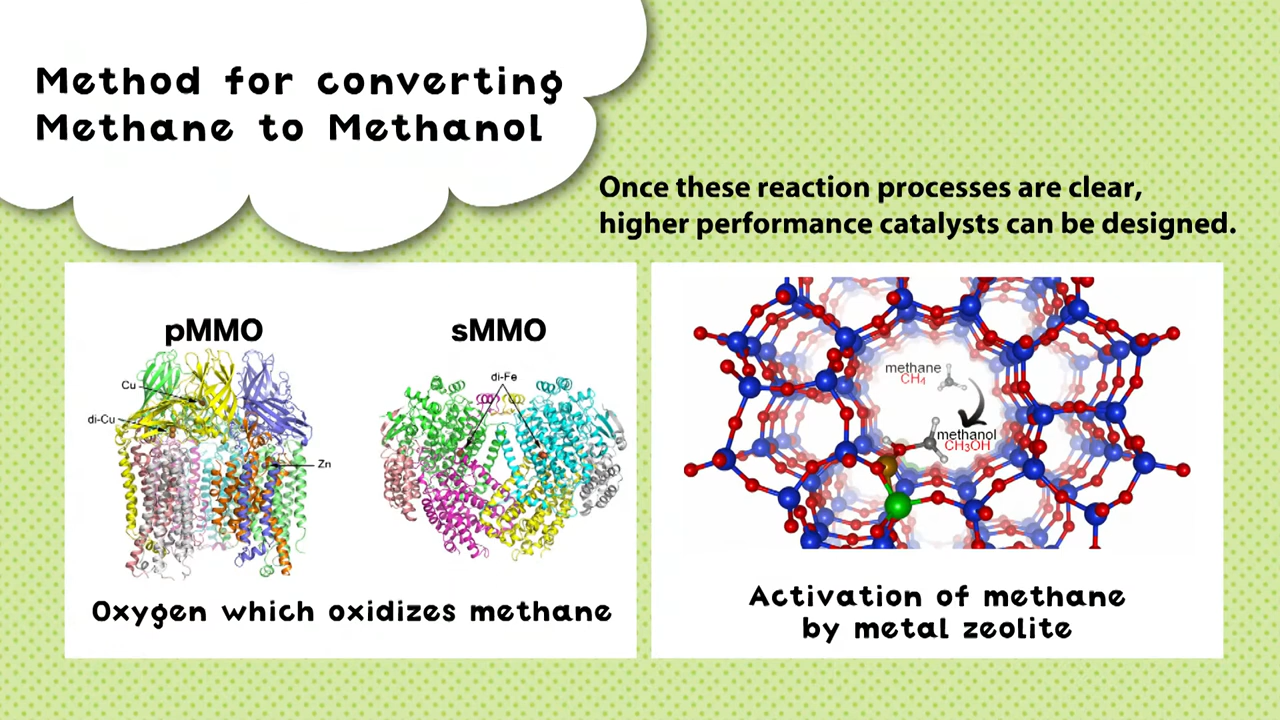 Method for converting
Methane to Methanol
Once these reaction processes are clear,
higher performance catalysts can be designed.
pMMO
sMMO
Cu
di-Cu
Zn
di-Fe
Oxygen which oxidizes methane
methane
CH₄
methanol
CH₃OH
Activation of methane
by metal zeolite